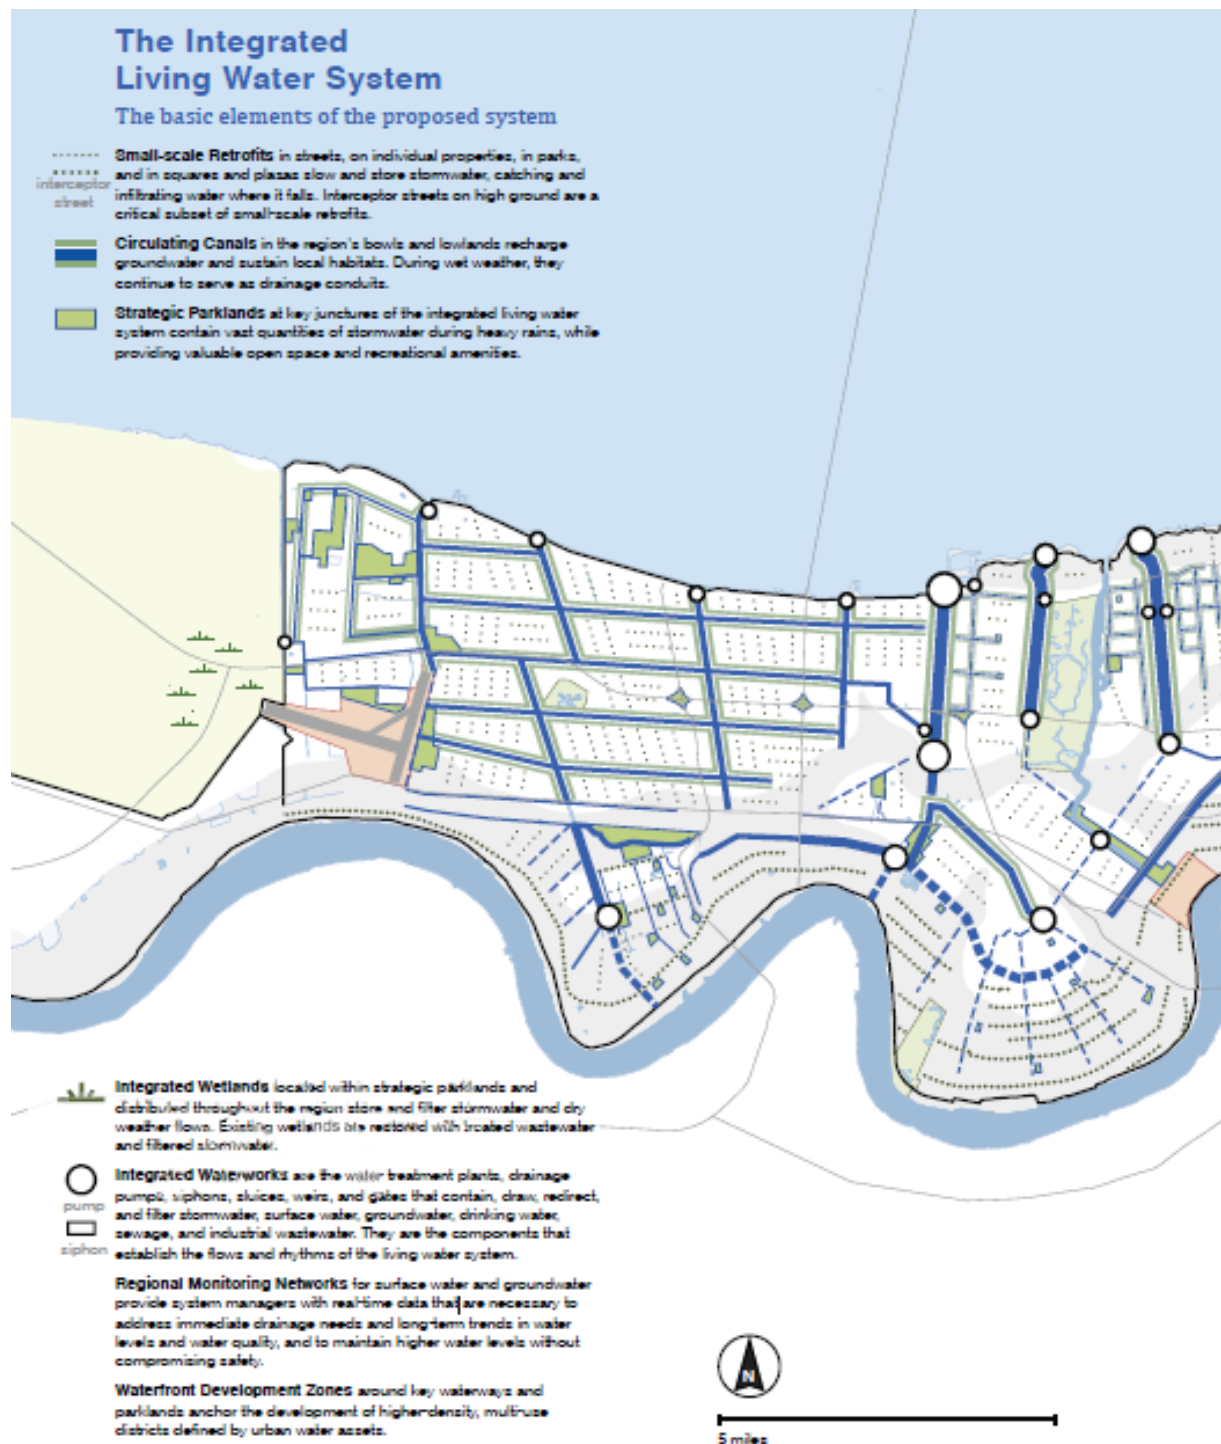 The Integrated
Living Water System
The basic elements of the proposed system
Small-scale Retrofits in streets, on individual properties, in parks,
and in squares and plazas slow and store stormwater, catching and
infiltrating water where it falls. Interceptor streets on high ground are a
critical subset of small-scale retrofits.
interceptor
street
Circulating Canals in the region's bowls and lowlands recharge
groundwater and sustain local habitats. During wet weather, they
continue to serve as drainage conduits.
Strategic Parklands at key junctures of the integrated living water
system contain vast quantities of stormwater during heavy rains, while
providing valuable open space and recreational amenities.
Integrated Wetlands located within strategic parklands and
distributed throughout the region store and filter stormwater and dry
weather flows. Existing wetlands are restored with treated wastewater
and filtered stormwater.
Integrated Waterworks are the water treatment plants, drainage
pumps, siphons, sluices, weirs, and gates that contain, draw, redirect,
and filter stormwater, surface water, groundwater, drinking water,
sewage, and industrial wastewater. They are the components that
establish the flows and rhythms of the living water system.
pump
siphon
Regional Monitoring Networks for surface water and groundwater
provide system managers with real-time data that are necessary to
address immediate drainage needs and long-term trends in water
levels and water quality, and to maintain higher water levels without
compromising safety.
Waterfront Development Zones around key waterways and
parklands anchor the development of higher-density, multi-use
districts defined by urban water assets.
N
5 miles